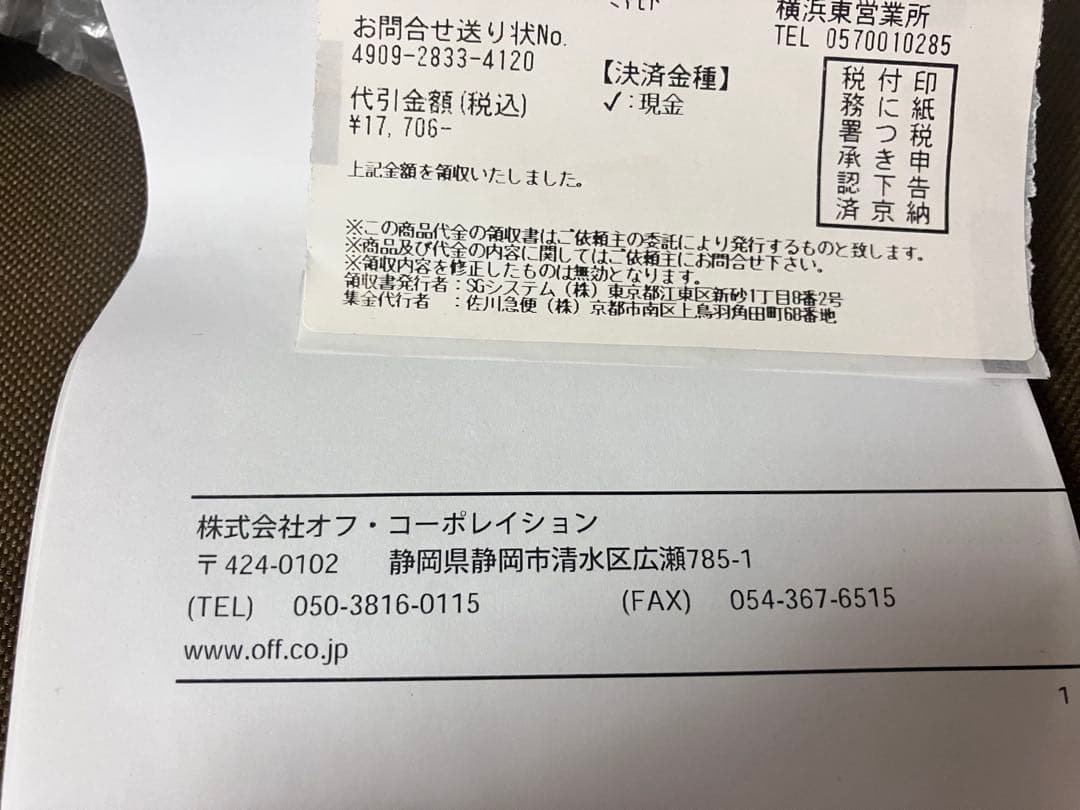 横浜東営業所
お問合せ送り状No.
TEL 0570010285
4909-2833-4120
【決済金種】
代引金額(税込)
✓:現金
¥17,706-
印紙税申告納
付につき下京
税務署承認済
上記金額を領収いたしました。
※この商品代金の領収書はご依頼主の委託により発行するものと致します。
※商品及び代金の内容に関してはご依頼主にお問合せ下さい。
※領収内容を修正したものは無効となります。
領収書発行者:SGシステム(株)東京都江東区新砂1丁目8番2号
集金代行者 :佐川急便(株)京都市南区上鳥羽角田町68番地
株式会社オフ・コーポレイション
〒424-0102 静岡県静岡市清水区広瀬785-1
(TEL) 050-3816-0115 (FAX) 054-367-6515
www.off.co.jp
1